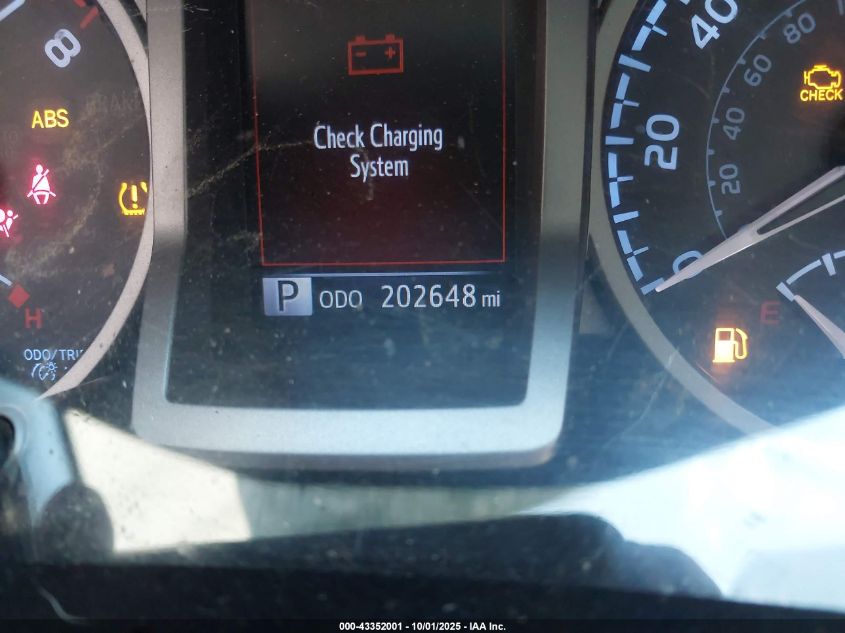 8
ABS
H
ODO/TRI
Check Charging
System
P ODO 202648 mi
40
20
0
80
60
40
20
CHECK
E
000-43352001 - 10/01/2025 - IAA Inc.